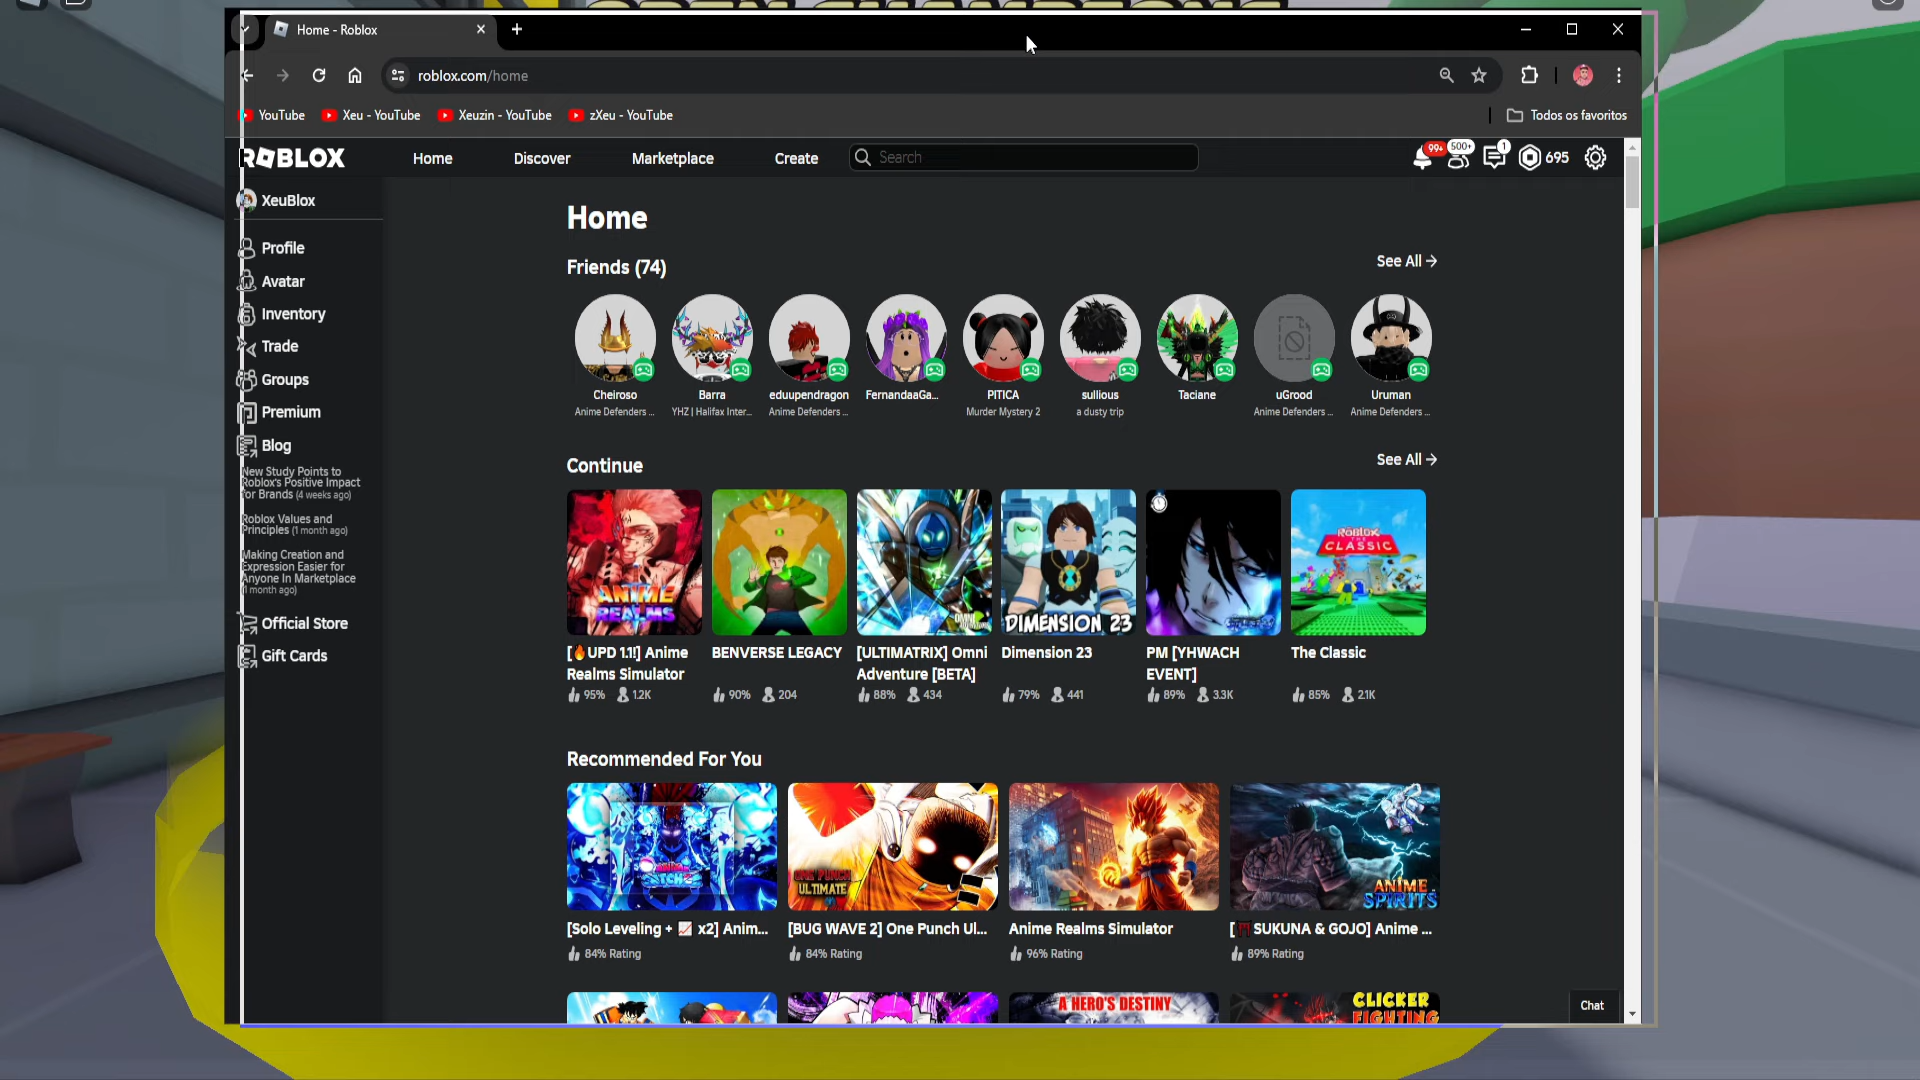 Home - Roblox
roblox.com/home
YouTube
Xeu - YouTube
Xeuzin - YouTube
zXeu - YouTube
Todos os favoritos
ROBLOX
Home
Discover
Marketplace
Create
Search
99+
500+
1
695
XeuBlox
Profile
Avatar
Inventory
Trade
Groups
Premium
Blog
New Study Points to
Roblox's Positive Impact
for Brands (4 weeks ago)
Roblox Values and
Principles (1 month ago)
Making Creation and
Expression Easier for
Anyone In Marketplace
(1 month ago)
Official Store
Gift Cards
Home
Friends (74)
See All
Cheiroso
Anime Defenders ...
Barra
YHZ | Halifax Inter...
eduupendragon
Anime Defenders ...
FernandaaGa...
PITICA
Murder Mystery 2
sullious
a dusty trip
Taciane
uGrood
Anime Defenders ...
Uruman
Anime Defenders ...
Continue
See All
ANIME
REALMS
DIMENSION 23
ROBLOX
THE
CLASSIC
[🔥UPD 1.1!] Anime
Realms Simulator
95% 1.2K
BENVERSE LEGACY
90% 204
[ULTIMATRIX] Omni
Adventure [BETA]
88% 434
Dimension 23
79% 441
PM [YHWACH
EVENT]
89% 3.3K
The Classic
85% 2.1K
Recommended For You
ONE PUNCH
ULTIMATE
ANIME
SPIRITS
[Solo Leveling + 📈 x2] Anim...
84% Rating
[BUG WAVE 2] One Punch Ul...
84% Rating
Anime Realms Simulator
96% Rating
[⛩️SUKUNA & GOJO] Anime ...
89% Rating
A HERO'S DESTINY
CLICKER
FIGHTING
Chat